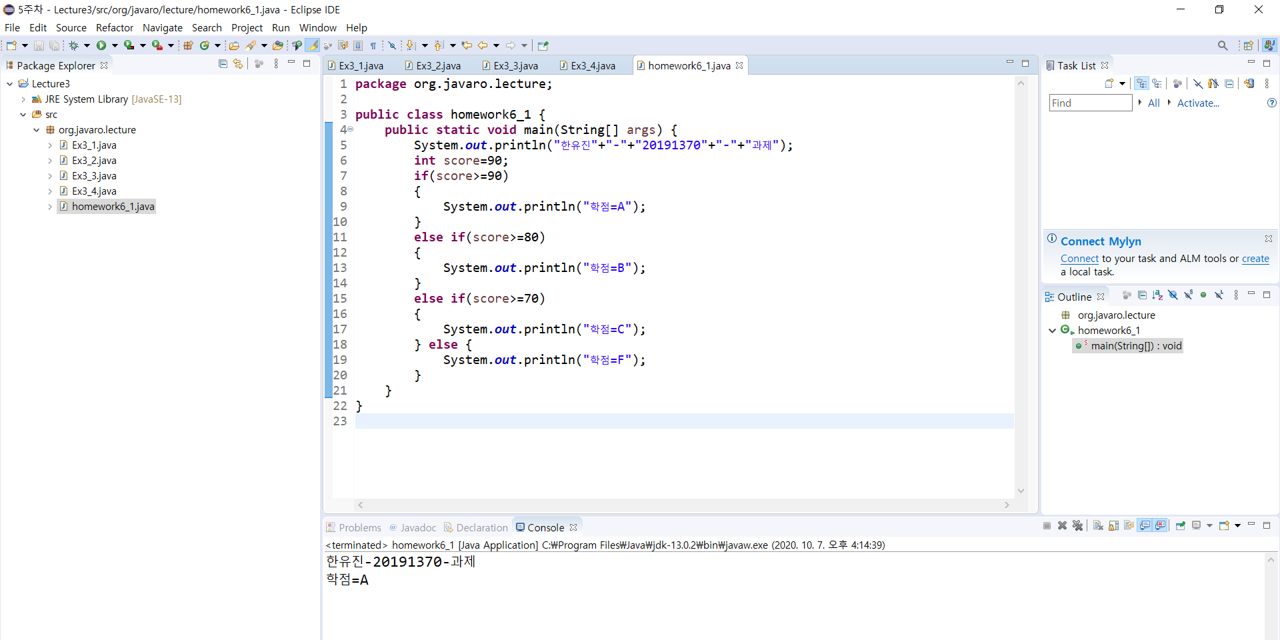 5주차 - Lecture3/src/org/javaro/lecture/homework6_1.java - Eclipse IDE
File Edit Source Refactor Navigate Search Project Run Window Help
Package Explorer
Lecture3
JRE System Library [JavaSE-13]
src
org.javaro.lecture
Ex3_1.java
Ex3_2.java
Ex3_3.java
Ex3_4.java
homework6_1.java
Ex3_1.java Ex3_2.java Ex3_3.java Ex3_4.java homework6_1.java
1 package org.javaro.lecture;
2
3 public class homework6_1 {
4 public static void main(String[] args) {
5 System.out.println("한유진"+"-"+"20191370"+"-"+"과제");
6 int score=90;
7 if(score>=90)
8 {
9 System.out.println("학점=A");
10 }
11 else if(score>=80)
12 {
13 System.out.println("학점=B");
14 }
15 else if(score>=70)
16 {
17 System.out.println("학점=C");
18 } else {
19 System.out.println("학점=F");
20 }
21 }
22 }
23
Task List
Find All Activate...
Connect Mylyn
Connect to your task and ALM tools or create
a local task.
Outline
org.javaro.lecture
homework6_1
main(String[]) : void
Problems Javadoc Declaration Console
<terminated> homework6_1 [Java Application] C:₩Program Files₩Java₩jdk-13.0.2₩bin₩javaw.exe (2020. 10. 7. 오후 4:14:39)
한유진-20191370-과제
학점=A